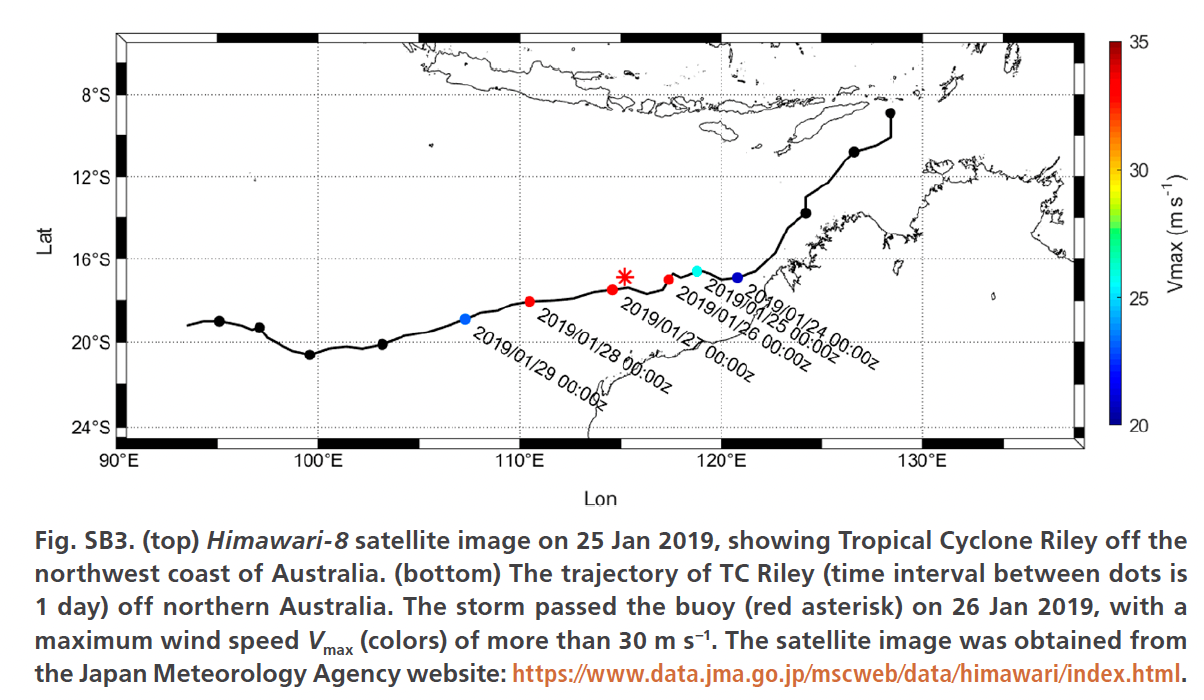 35
8°S
30
12°S
Lat
Vmax (m s-1)
16°S
25
2019/01/24 00:00z
2019/01/25 00:00z
2019/01/26 00:00z
2019/01/27 00:00z
2019/01/28 00:00z
2019/01/29 00:00z
20°S
24°S
20
90°E 100°E 110°E 120°E 130°E
Lon
Fig. SB3. (top) Himawari-8 satellite image on 25 Jan 2019, showing Tropical Cyclone Riley off the
northwest coast of Australia. (bottom) The trajectory of TC Riley (time interval between dots is
1 day) off northern Australia. The storm passed the buoy (red asterisk) on 26 Jan 2019, with a
maximum wind speed Vmax (colors) of more than 30 m s−1. The satellite image was obtained from
the Japan Meteorology Agency website: https://www.data.jma.go.jp/mscweb/data/himawari/index.html.